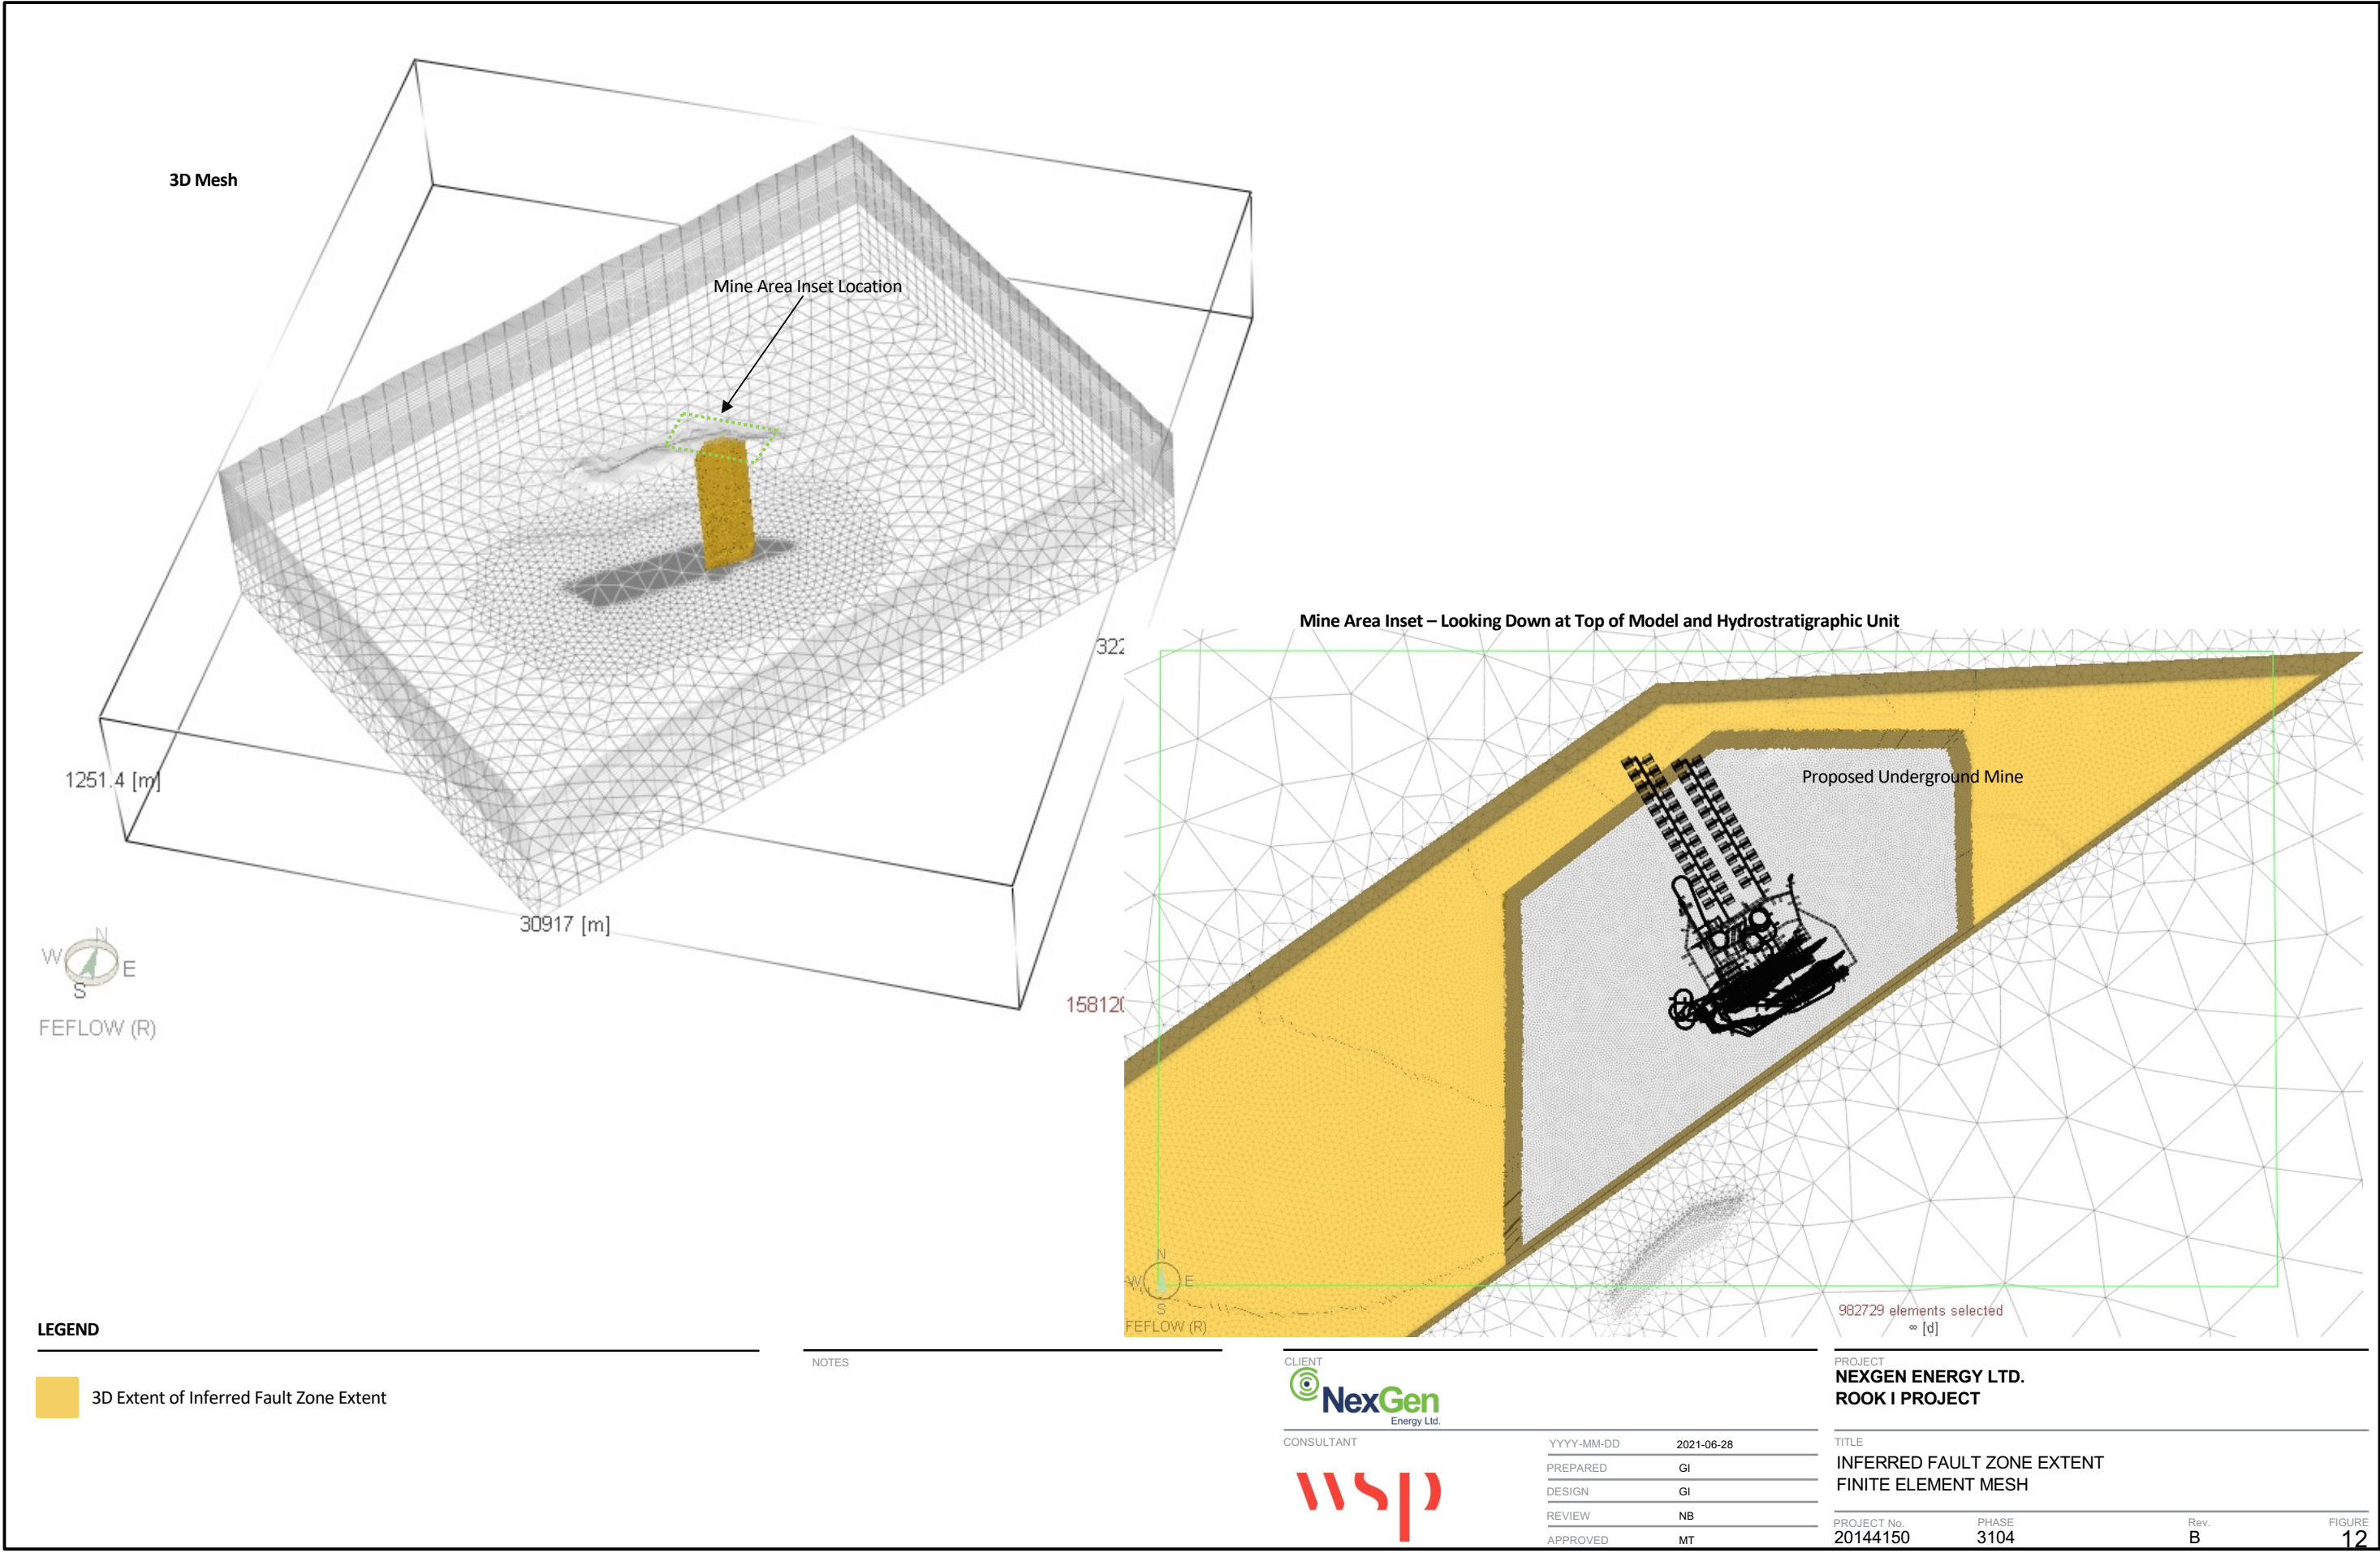 3D Mesh
Mine Area Inset Location
322
1251.4 [m]
30917 [m]
N
W
E
S
FEFLOW (R)
Mine Area Inset – Looking Down at Top of Model and Hydrostratigraphic Unit
Proposed Underground Mine
N
W
E
S
FEFLOW (R)
982729 elements selected
∞ [d]
LEGEND
3D Extent of Inferred Fault Zone Extent
NOTES
CLIENT
NexGen
Energy Ltd.
CONSULTANT
wsp
YYYY-MM-DD 2021-06-28
PREPARED GI
DESIGN GI
REVIEW NB
APPROVED MT
PROJECT
NEXGEN ENERGY LTD.
ROOK I PROJECT
TITLE
INFERRED FAULT ZONE EXTENT
FINITE ELEMENT MESH
PROJECT No. PHASE Rev. FIGURE
20144150 3104 B 12